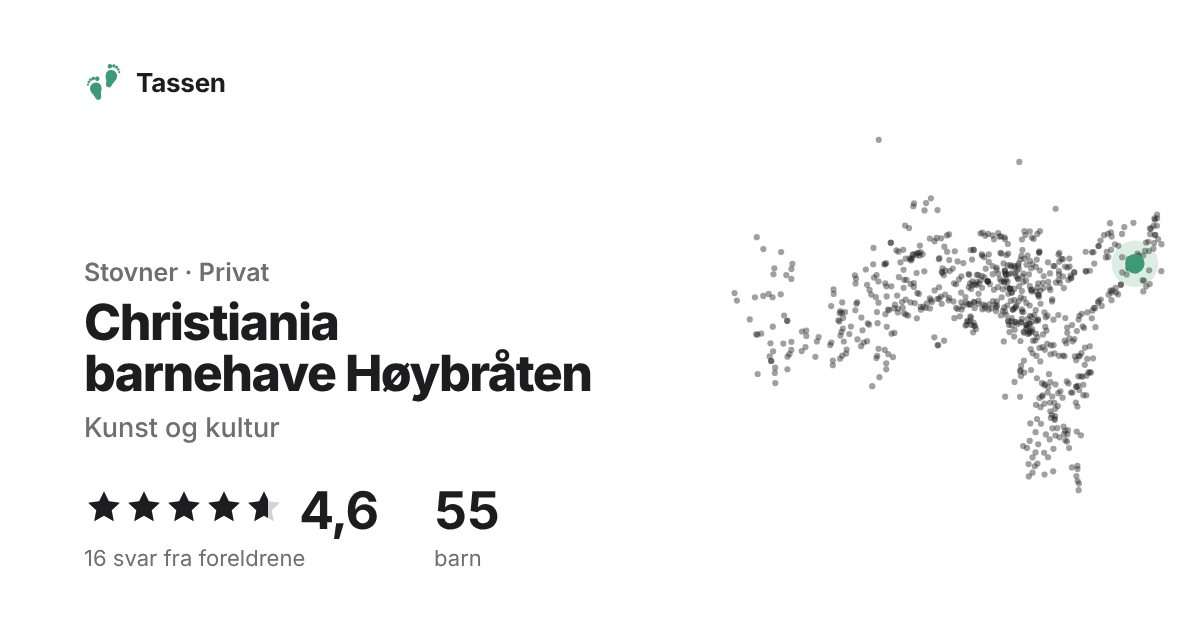 Tassen
Stovner · Privat
Christiania
barnehave Høybråten
Kunst og kultur
4,6
16 svar fra foreldrene
55
barn